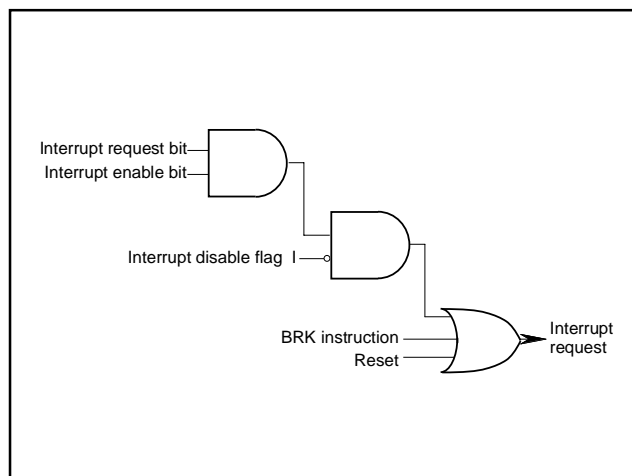 Interrupt request bit
Interrupt enable bit
Interrupt disable flag I
BRK instruction
Reset
Interrupt
request